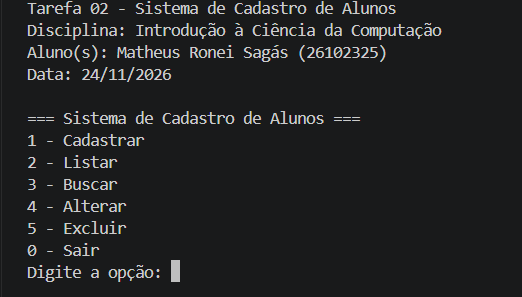 Tarefa 02 - Sistema de Cadastro de Alunos
Disciplina: Introdução à Ciência da Computação
Aluno(s): Matheus Ronei Sagás (26102325)
Data: 24/11/2026
=== Sistema de Cadastro de Alunos ===
1 - Cadastrar
2 - Listar
3 - Buscar
4 - Alterar
5 - Excluir
0 - Sair
Digite a opção: